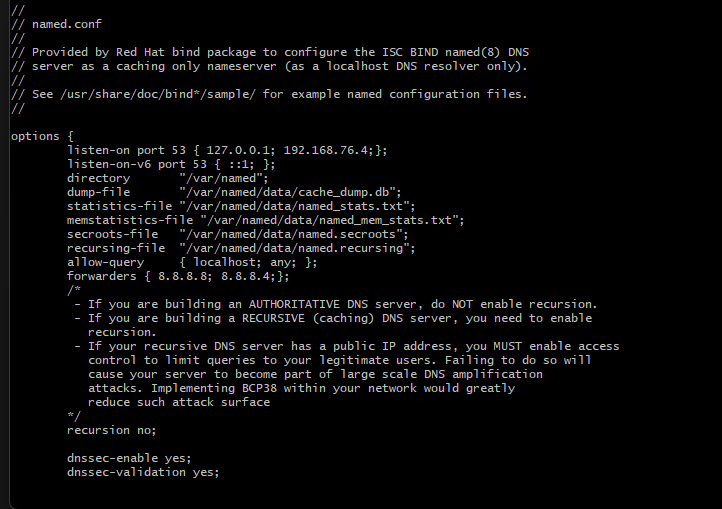 //
// named.conf
//
// Provided by Red Hat bind package to configure the ISC BIND named(8) DNS
// server as a caching only nameserver (as a localhost DNS resolver only).
//
// See /usr/share/doc/bind*/sample/ for example named configuration files.
//

options {
        listen-on port 53 { 127.0.0.1; 192.168.76.4;};
        listen-on-v6 port 53 { ::1; };
        directory       "/var/named";
        dump-file       "/var/named/data/cache_dump.db";
        statistics-file "/var/named/data/named_stats.txt";
        memstatistics-file "/var/named/data/named_mem_stats.txt";
        secroots-file   "/var/named/data/named.secroots";
        recursing-file  "/var/named/data/named.recursing";
        allow-query     { localhost; any; };
        forwarders { 8.8.8.8; 8.8.8.4;};
        /*
         - If you are building an AUTHORITATIVE DNS server, do NOT enable recursion.
         - If you are building a RECURSIVE (caching) DNS server, you need to enable
           recursion.
         - If your recursive DNS server has a public IP address, you MUST enable access
           control to limit queries to your legitimate users. Failing to do so will
           cause your server to become part of large scale DNS amplification
           attacks. Implementing BCP38 within your network would greatly
           reduce such attack surface
        */
        recursion no;

        dnssec-enable yes;
        dnssec-validation yes;